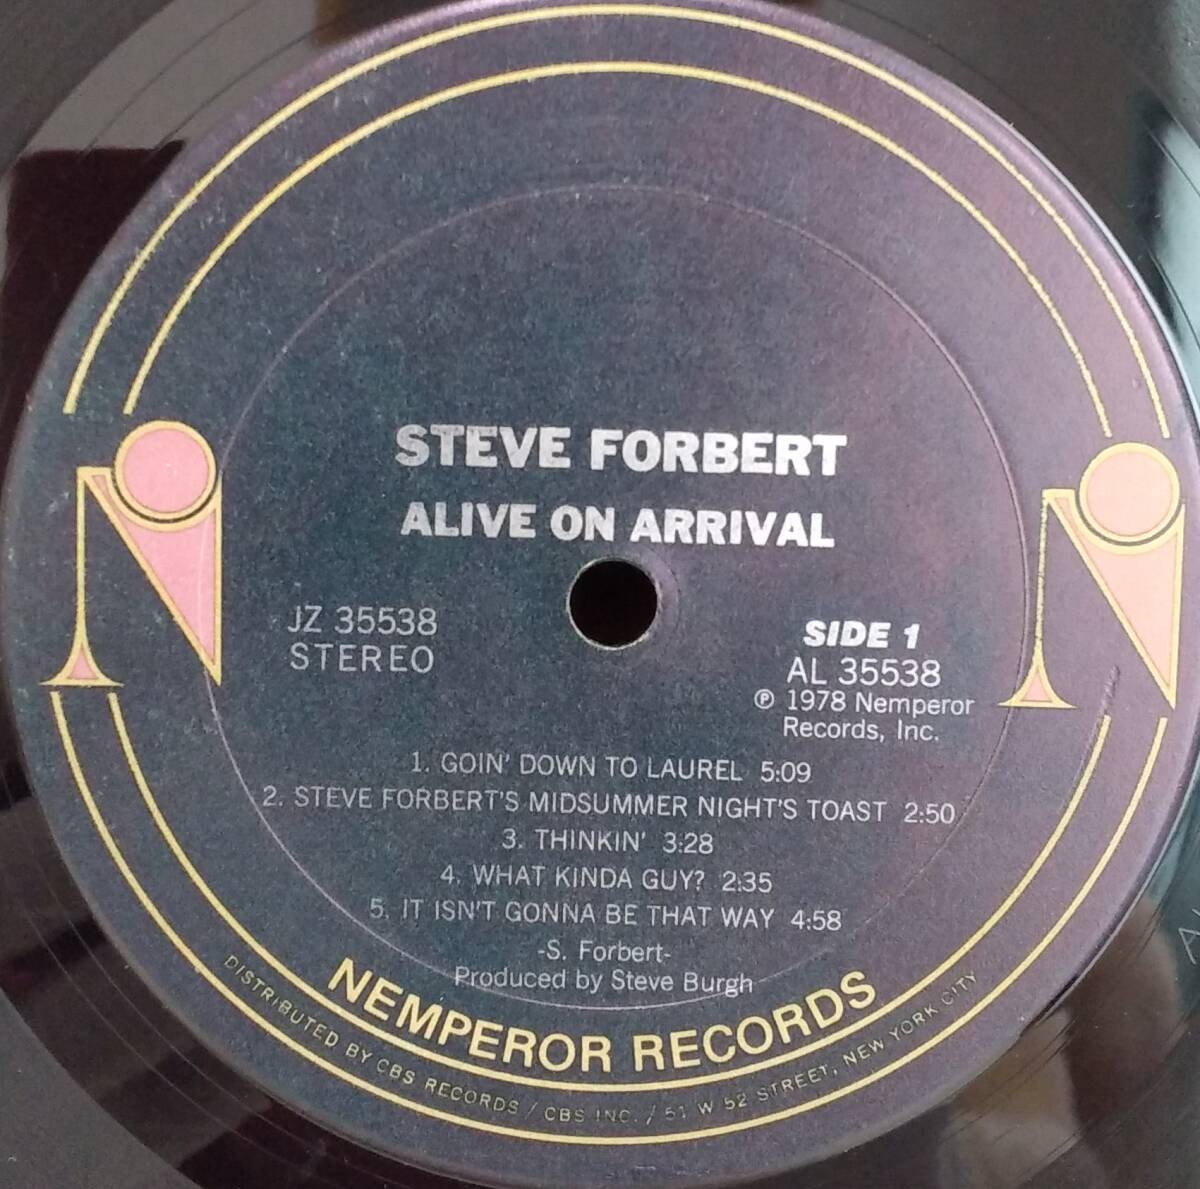 STEVE FORBERT
ALIVE ON ARRIVAL
JZ 35538
STEREO
SIDE 1
AL 35538
℗ 1978 Nemperor
Records, Inc.
1. GOIN' DOWN TO LAUREL 5:09
2. STEVE FORBERT'S MIDSUMMER NIGHT'S TOAST 2:50
3. THINKIN' 3:28
4. WHAT KINDA GUY? 2:35
5. IT ISN'T GONNA BE THAT WAY 4:58
-S. Forbert-
Produced by Steve Burgh
NEMPEROR RECORDS
DISTRIBUTED BY CBS RECORDS / CBS INC. / 51 W 52 STREET, NEW YORK CITY